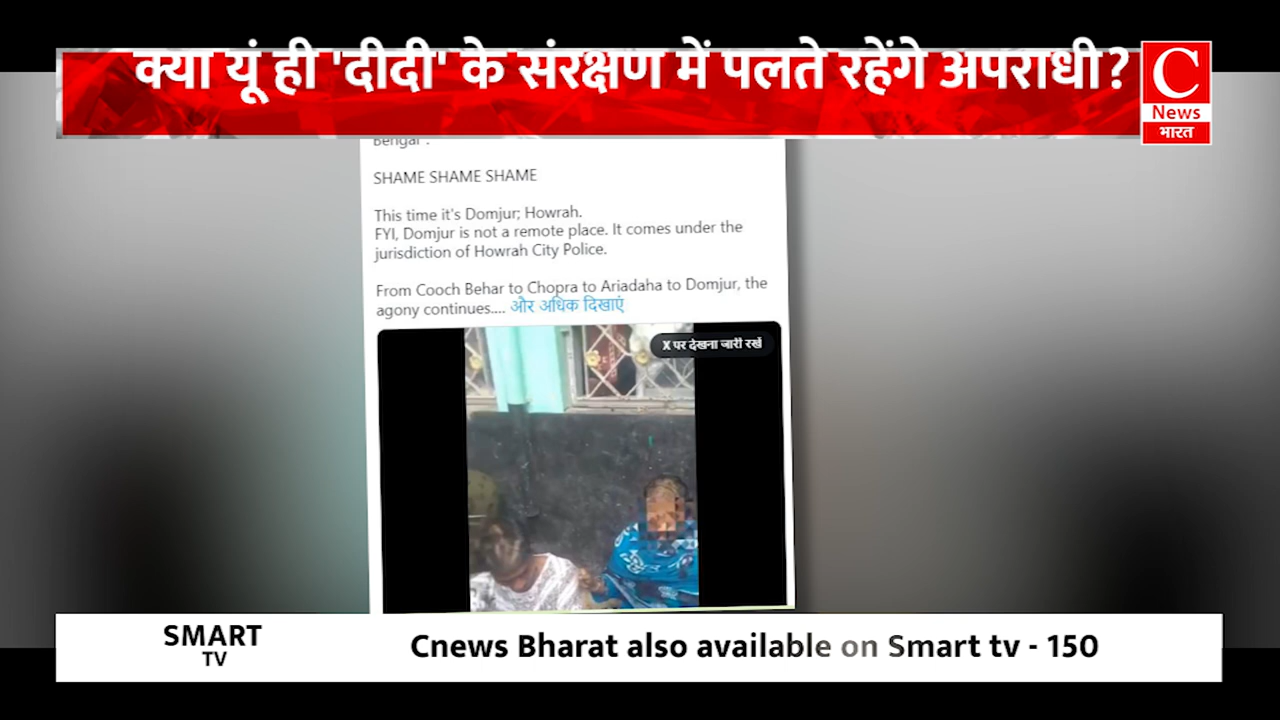 क्या यूं ही 'दीदी' के संरक्षण में पलते रहेंगे अपराधी?
C
News
भारत
Bengal .
SHAME SHAME SHAME
This time it's Domjur; Howrah.
FYI, Domjur is not a remote place. It comes under the
jurisdiction of Howrah City Police.
From Cooch Behar to Chopra to Ariadaha to Domjur, the
agony continues.... और अधिक दिखाएं
X पर देखना जारी रखें
SMART
TV
Cnews Bharat also available on Smart tv - 150